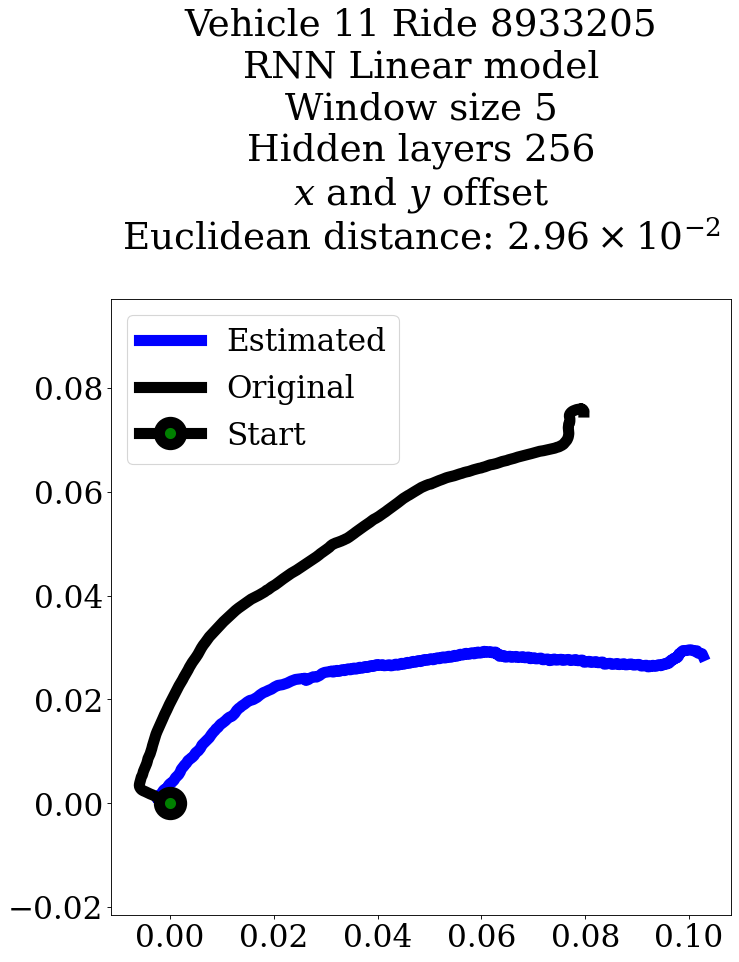 Vehicle 11 Ride 8933205
RNN Linear model
Window size 5
Hidden layers 256
x and y offset
Euclidean distance: 2.96 × 10⁻²
Estimated
Original
Start
0.08
0.06
0.04
0.02
0.00
−0.02
0.00 0.02 0.04 0.06 0.08 0.10